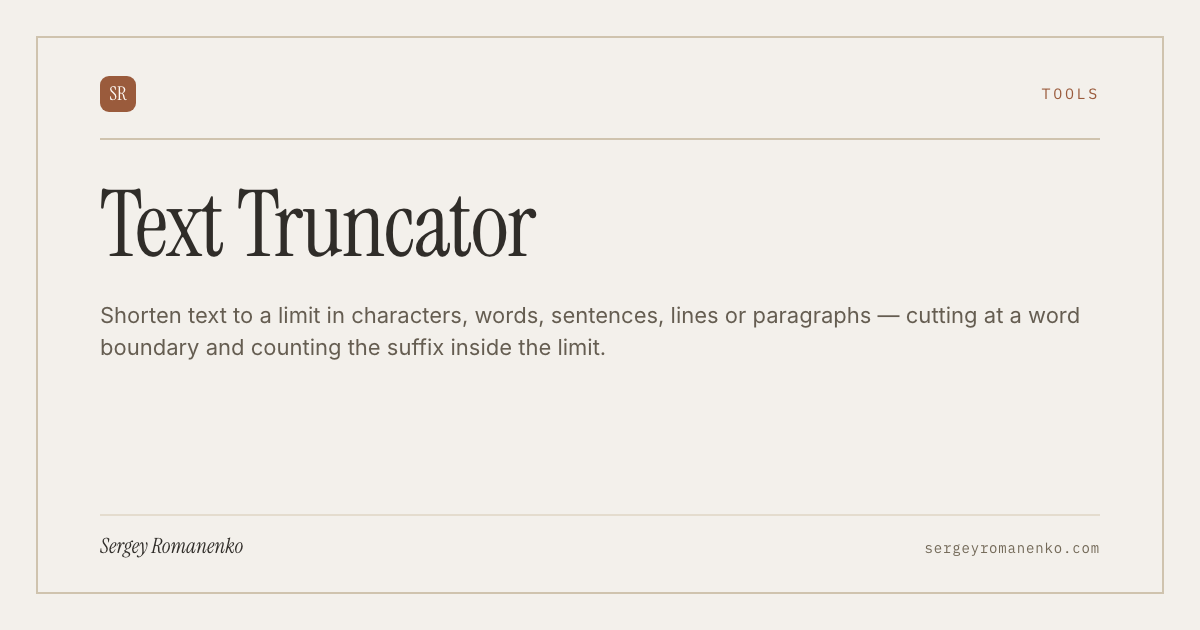 SR
TOOLS
Text Truncator
Shorten text to a limit in characters, words, sentences, lines or paragraphs — cutting at a word
boundary and counting the suffix inside the limit.
Sergey Romanenko
sergeyromanenko.com